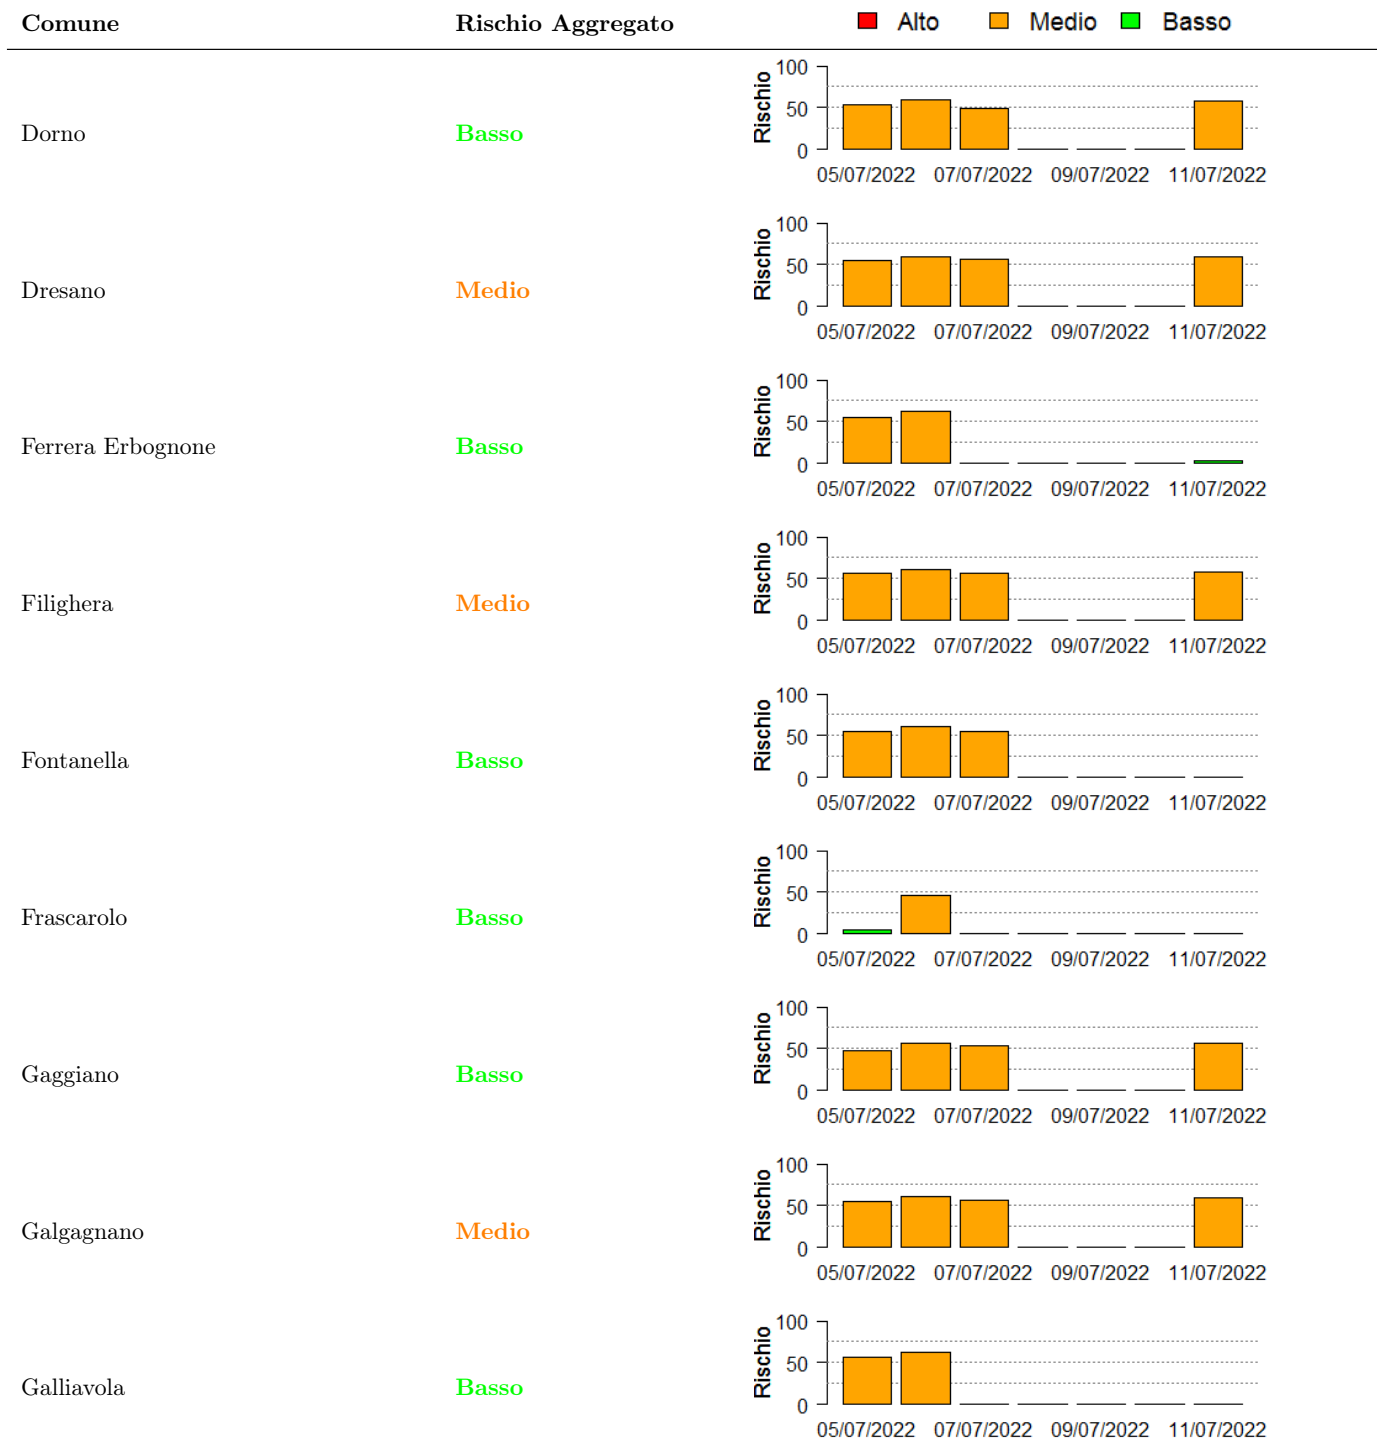 Comune Rischio Aggregato Alto Medio Basso
Dorno Basso
Rischio
100
50
0
05/07/2022 07/07/2022 09/07/2022 11/07/2022
Dresano Medio
Rischio
100
50
0
05/07/2022 07/07/2022 09/07/2022 11/07/2022
Ferrera Erbognone Basso
Rischio
100
50
0
05/07/2022 07/07/2022 09/07/2022 11/07/2022
Filighera Medio
Rischio
100
50
0
05/07/2022 07/07/2022 09/07/2022 11/07/2022
Fontanella Basso
Rischio
100
50
0
05/07/2022 07/07/2022 09/07/2022 11/07/2022
Frascarolo Basso
Rischio
100
50
0
05/07/2022 07/07/2022 09/07/2022 11/07/2022
Gaggiano Basso
Rischio
100
50
0
05/07/2022 07/07/2022 09/07/2022 11/07/2022
Galgagnano Medio
Rischio
100
50
0
05/07/2022 07/07/2022 09/07/2022 11/07/2022
Galliavola Basso
Rischio
100
50
0
05/07/2022 07/07/2022 09/07/2022 11/07/2022